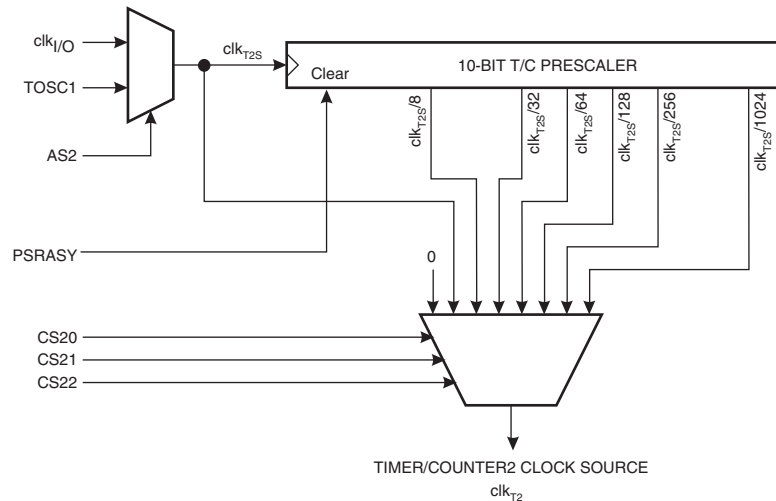 clkI/O
clkT2S
10-BIT T/C PRESCALER
TOSC1
Clear
clkT2S/8
clkT2S/32
clkT2S/64
clkT2S/128
clkT2S/256
clkT2S/1024
AS2
PSRASY
0
CS20
CS21
CS22
TIMER/COUNTER2 CLOCK SOURCE
clkT2